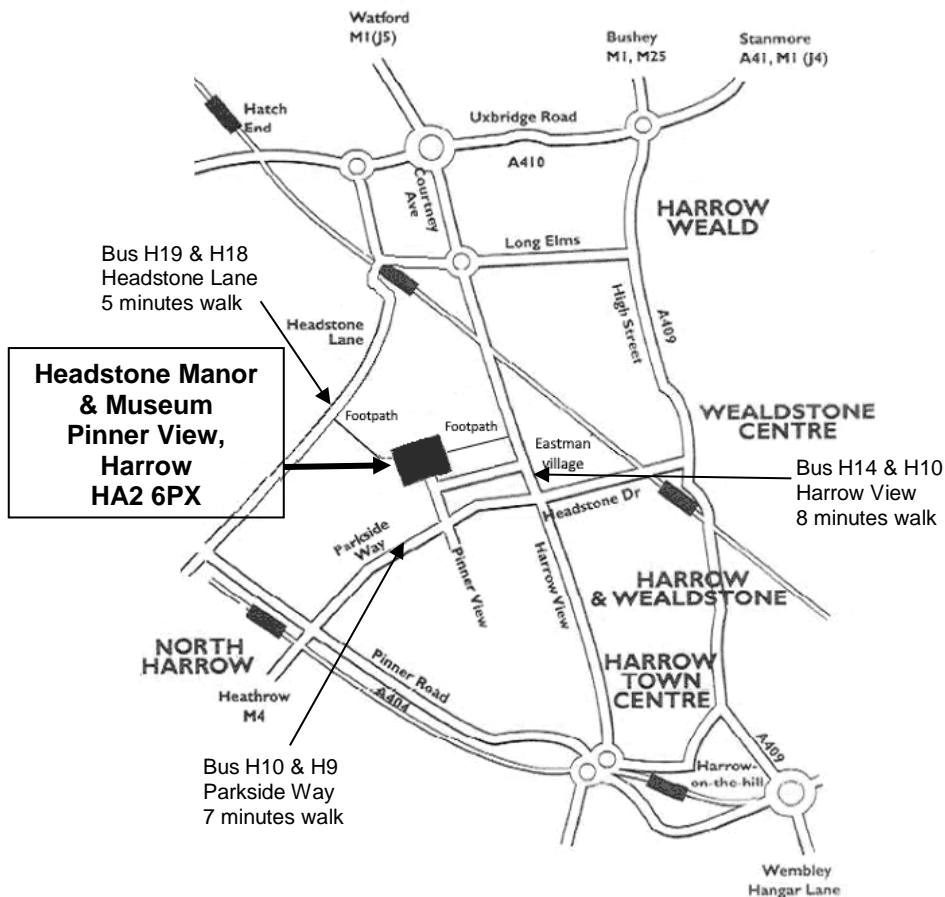 Watford
M1(J5)
Bushey
M1, M25
Stanmore
A41, M1 (J4)
Hatch
End
Uxbridge Road
A410
Courtney
Ave
HARROW
WEALD
Long Elms
Bus H19 & H18
Headstone Lane
5 minutes walk
High Street
A409
Headstone
Lane
Headstone Manor
& Museum
Pinner View,
Harrow
HA2 6PX
Footpath
Footpath
WEALDSTONE
CENTRE
Eastman
village
Bus H14 & H10
Harrow View
8 minutes walk
Headstone Dr
Parkside
Way
Pinner View
Harrow View
HARROW
& WEALDSTONE
NORTH
HARROW
Pinner Road
A404
HARROW
TOWN
CENTRE
Heathrow
M4
A409
Harrow-
on-the-hill
Bus H10 & H9
Parkside Way
7 minutes walk
Wembley
Hangar Lane